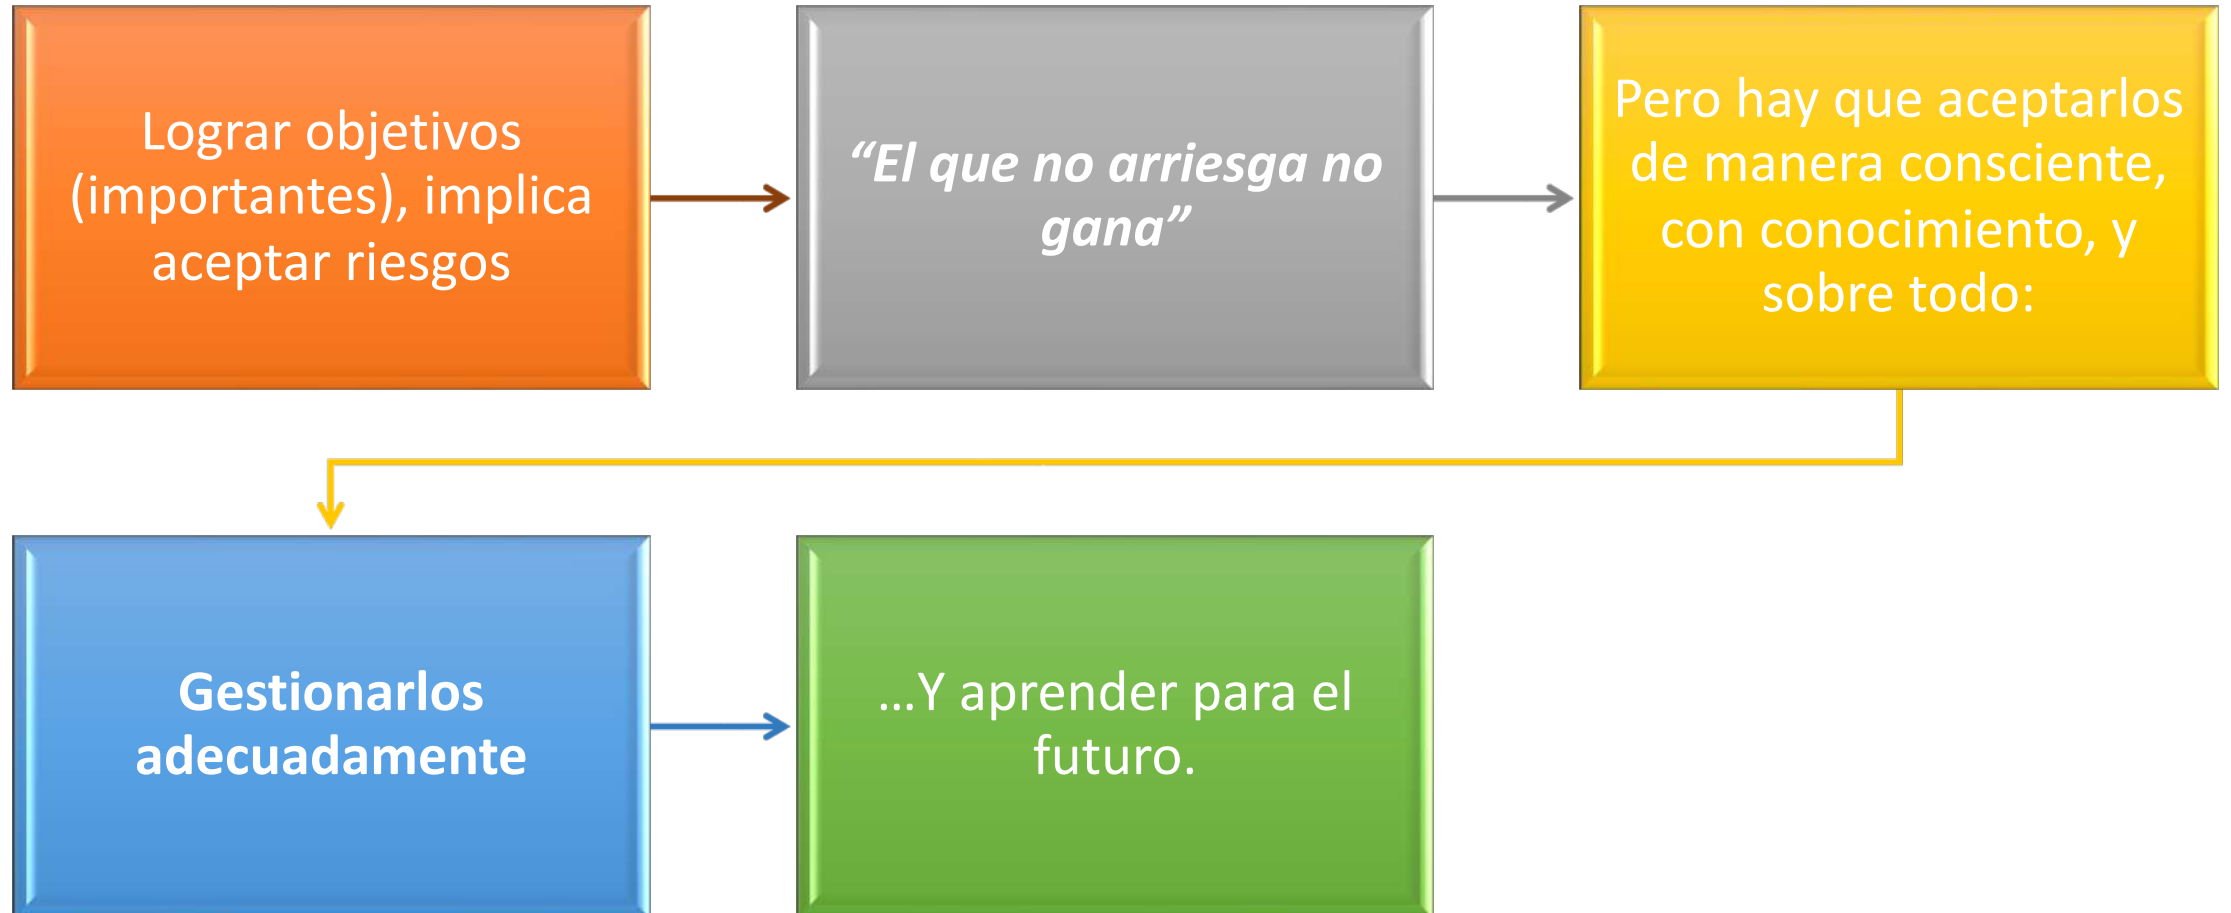 Lograr objetivos
(importantes), implica
aceptar riesgos
“El que no arriesga no
gana”
Pero hay que aceptarlos
de manera consciente,
con conocimiento, y
sobre todo:
Gestionarlos
adecuadamente
…Y aprender para el
futuro.